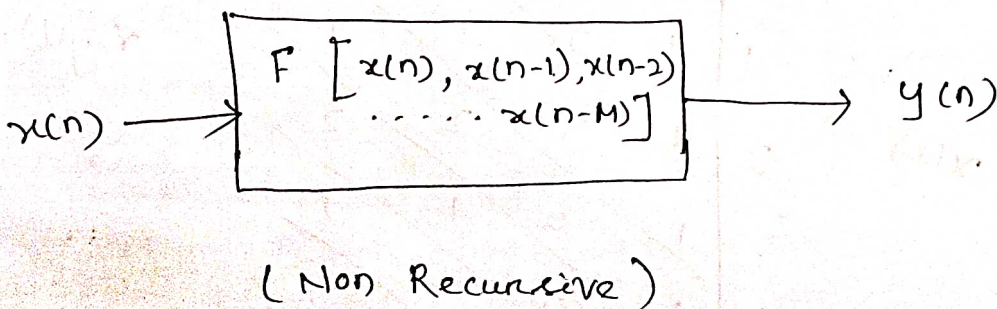 F [x(n), x(n-1), x(n-2)
...... x(n-M)]
x(n)
y(n)
(Non Recursive)